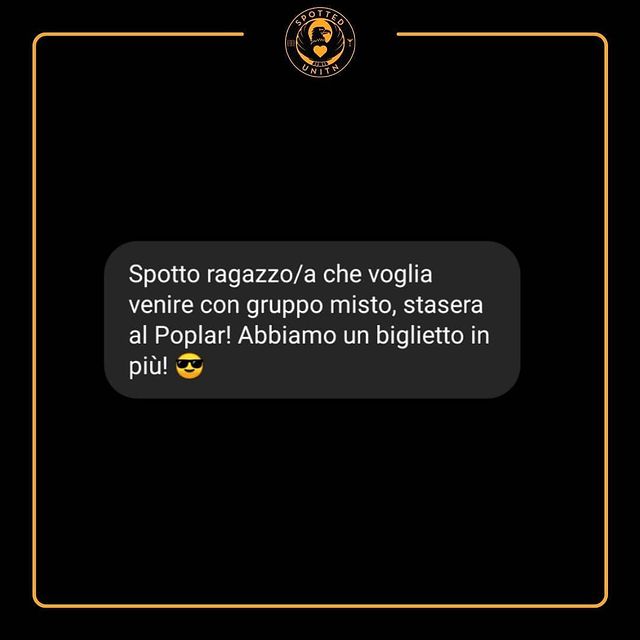 SPOTTED
UNITN
Spotto ragazzo/a che voglia
venire con gruppo misto, stasera
al Poplar! Abbiamo un biglietto in
più! 😎